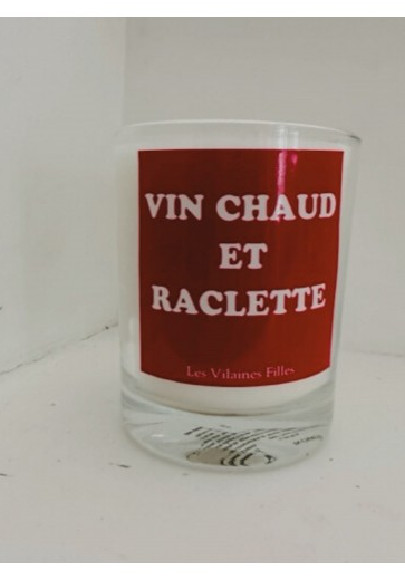 VIN CHAUD
ET
RACLETTE
Les Vilaines Filles